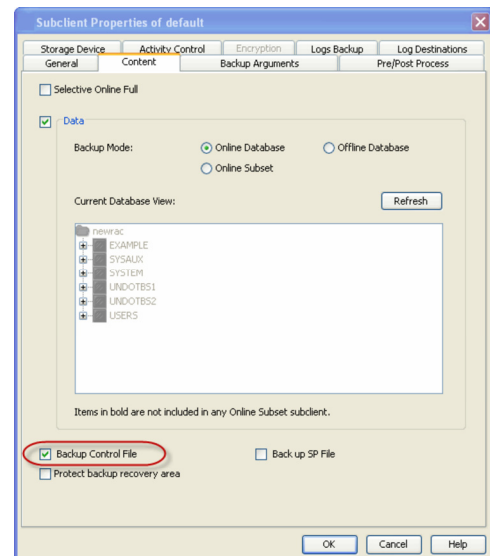 Subclient Properties of default
Storage Device Activity Control Encryption Logs Backup Log Destinations
General Content Backup Arguments Pre/Post Process
Selective Online Full
Data
Backup Mode: Online Database Offline Database
Online Subset
Current Database View: Refresh
newrac
EXAMPLE
SYSAUX
SYSTEM
UNDOTBS1
UNDOTBS2
USERS
Items in bold are not included in any Online Subset subclient.
Backup Control File Back up SP File
Protect backup recovery area
OK Cancel Help